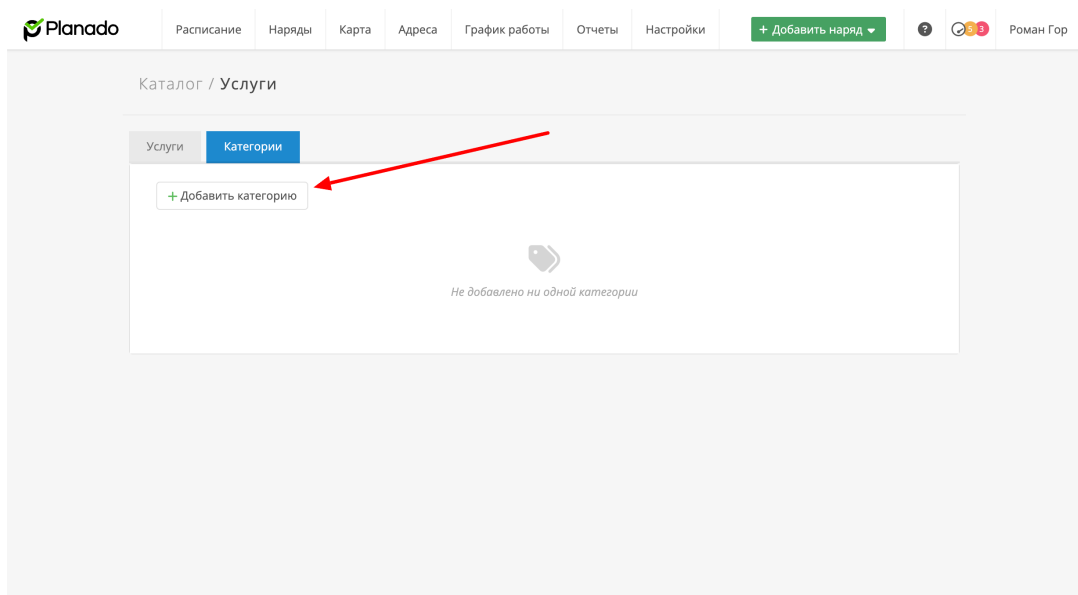 Planado Расписание Наряды Карта Адреса График работы Отчеты Настройки + Добавить наряд ? 5 3 Роман Гор
Каталог / Услуги
Услуги Категории
+ Добавить категорию
Не добавлено ни одной категории